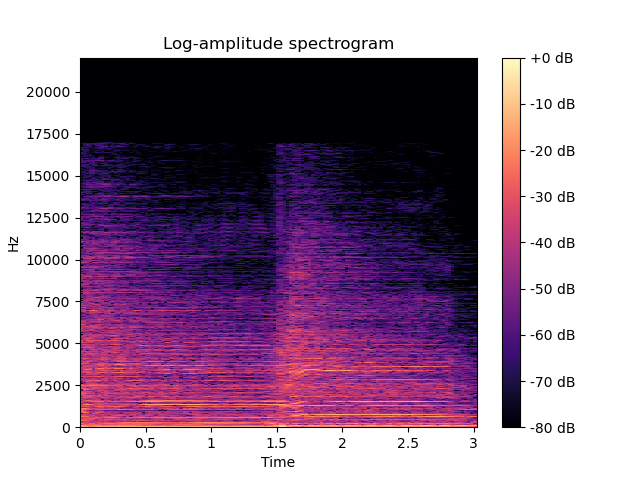 Log-amplitude spectrogram
Hz
20000
17500
15000
12500
10000
7500
5000
2500
0
0 0.5 1 1.5 2 2.5 3
Time
+0 dB
-10 dB
-20 dB
-30 dB
-40 dB
-50 dB
-60 dB
-70 dB
-80 dB